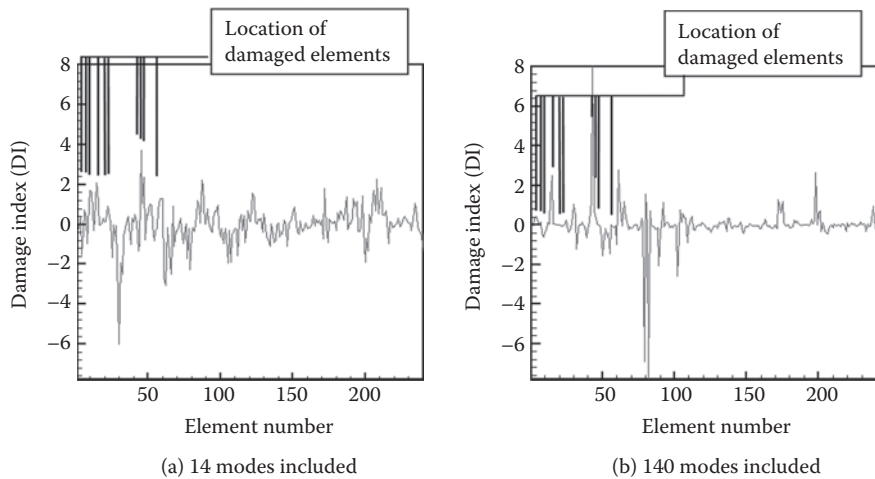 Location of
damaged elements
8
6
4
2
0
−2
−4
−6
Damage index (DI)
50
100
150
200
Element number
(a) 14 modes included
Location of
damaged elements
8
6
4
2
0
−2
−4
−6
Damage index (DI)
50
100
150
200
Element number
(b) 140 modes included